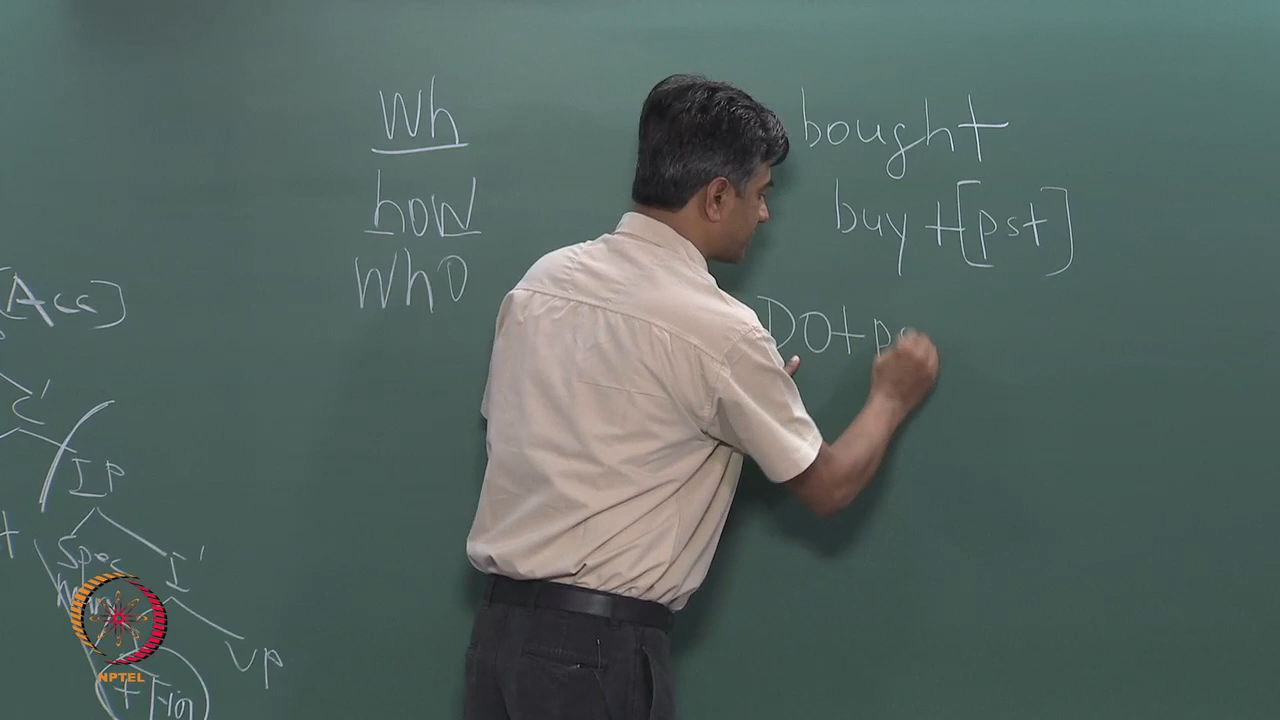 Wh
how
who
bought
buy +[pst]
DO+ p
[Acc]
C'
IP
Spec
I'
VP
NPTEL